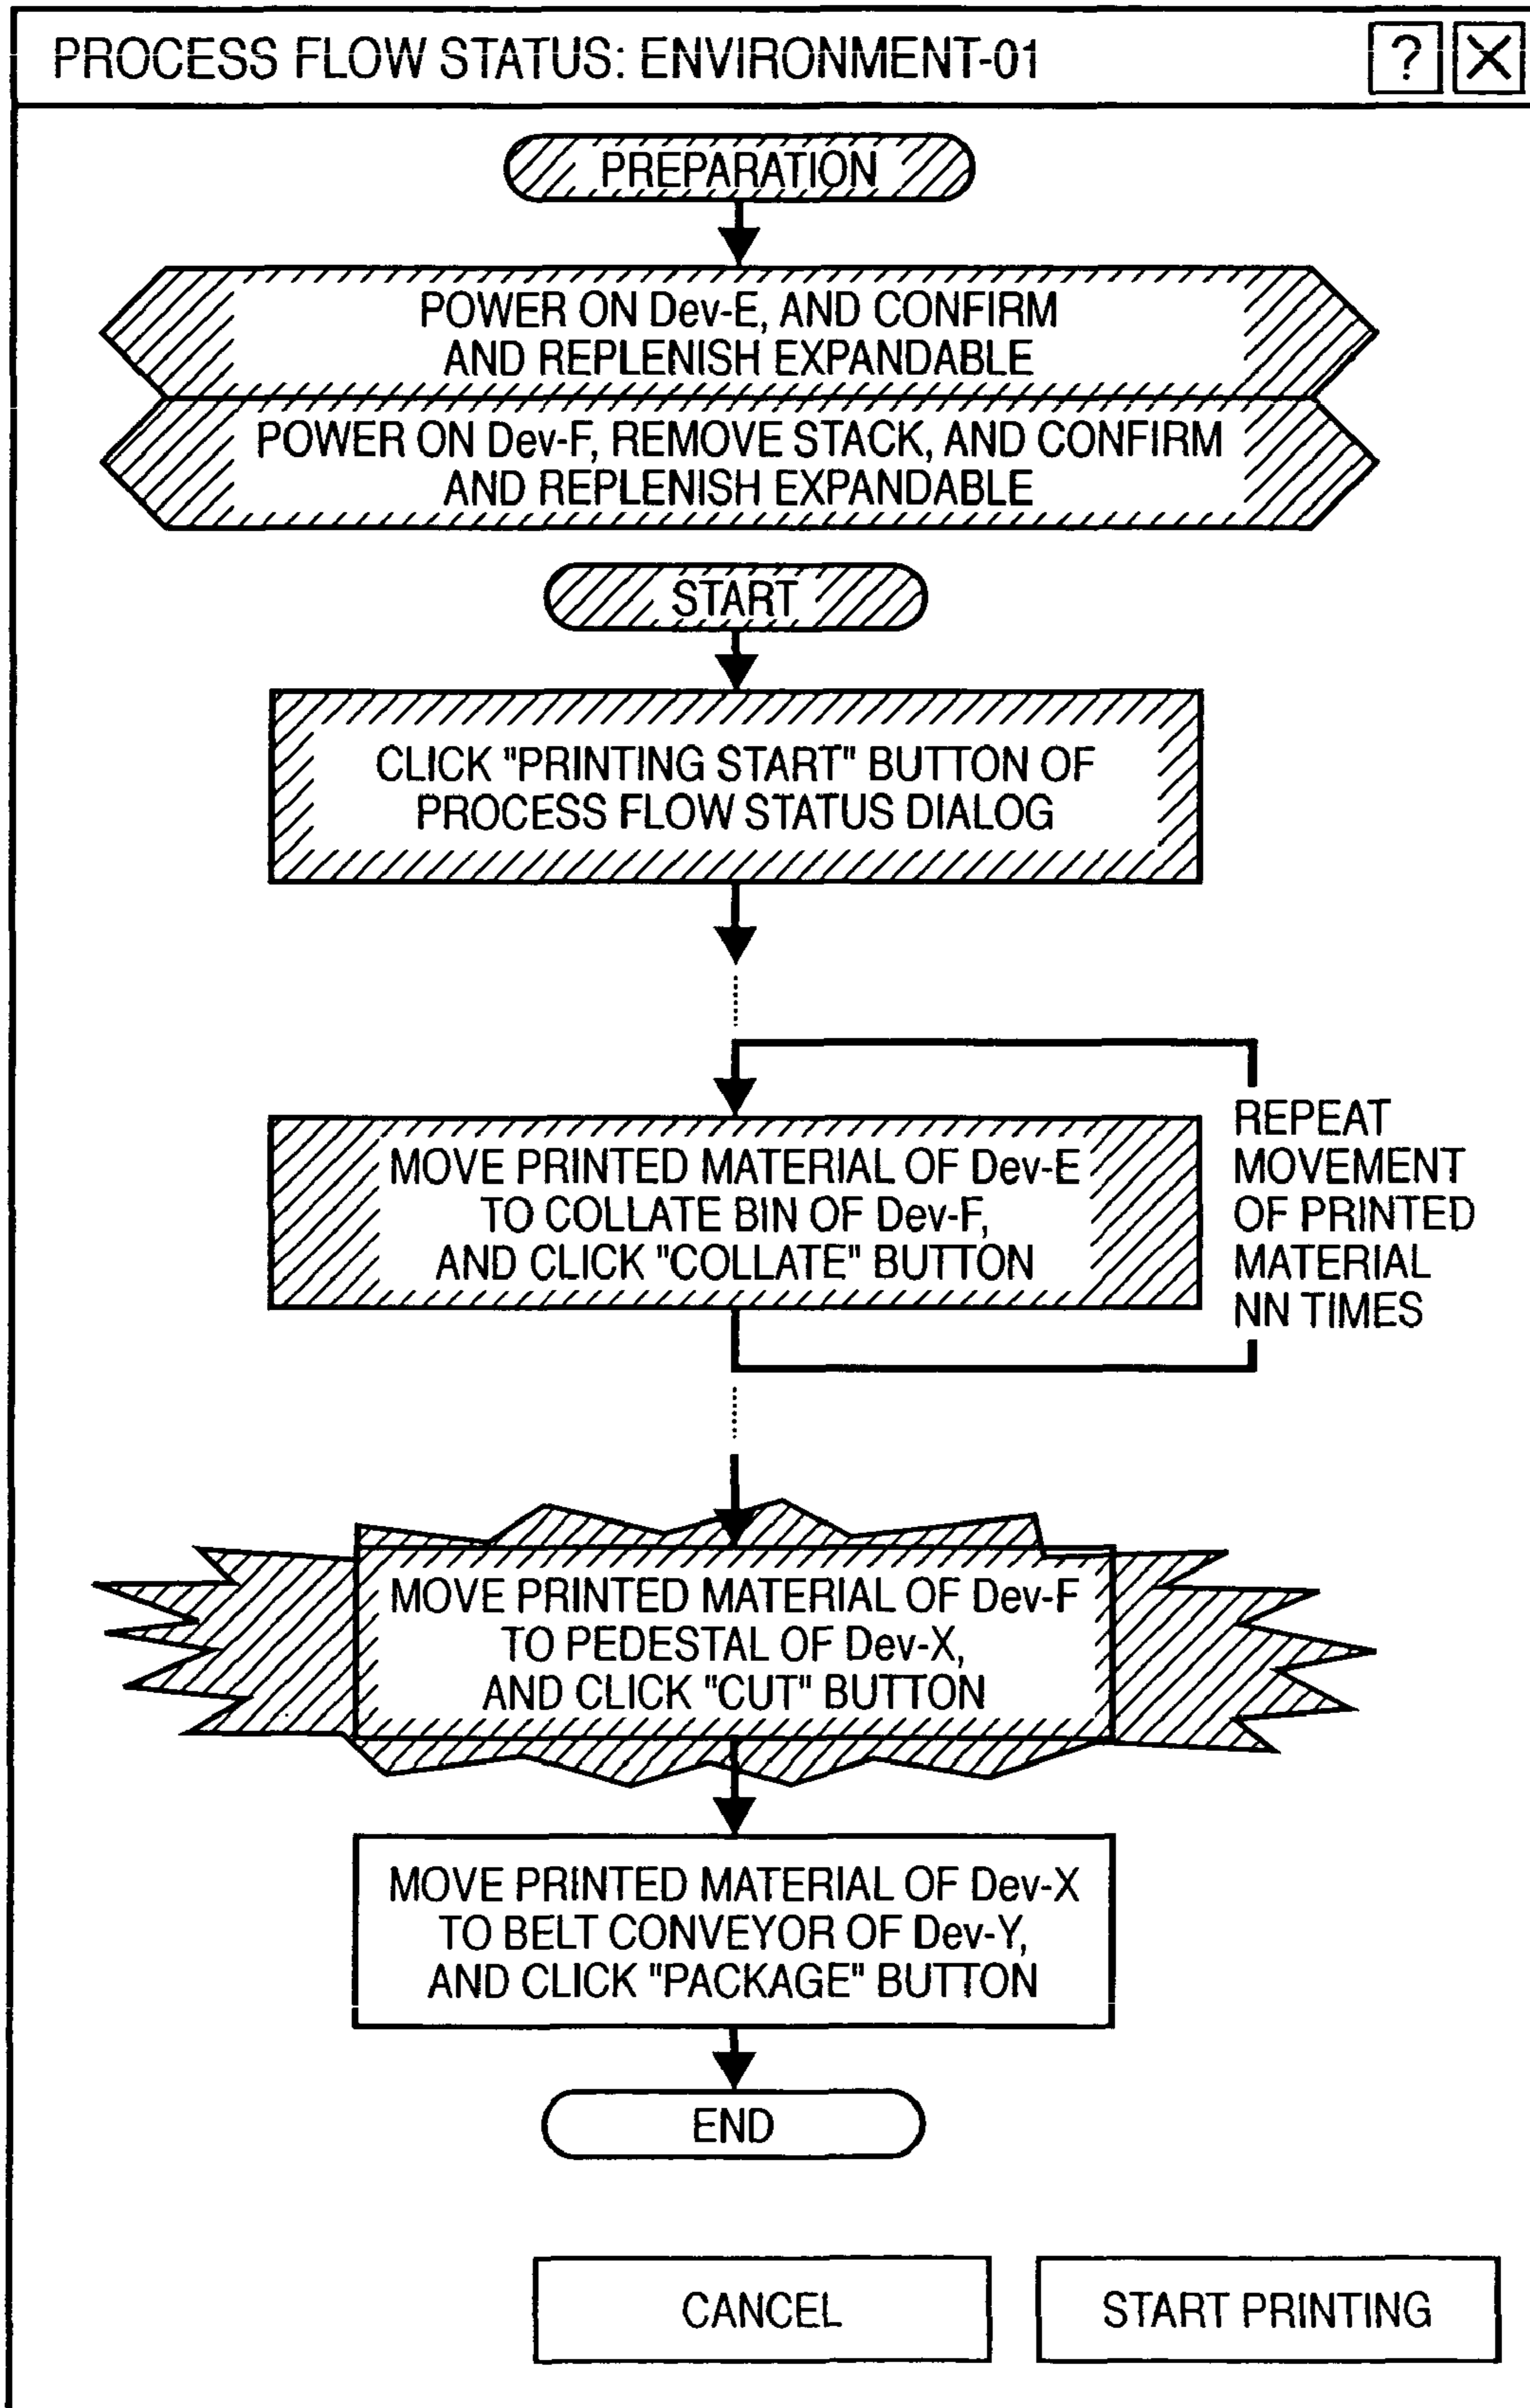 PROCESS FLOW STATUS: ENVIRONMENT-01
?
PREPARATION
POWER ON Dev-E, AND CONFIRM
AND REPLENISH EXPANDABLE
POWER ON Dev-F, REMOVE STACK, AND CONFIRM
AND REPLENISH EXPANDABLE
START
CLICK "PRINTING START" BUTTON OF
PROCESS FLOW STATUS DIALOG
MOVE PRINTED MATERIAL OF Dev-E
TO COLLATE BIN OF Dev-F,
AND CLICK "COLLATE" BUTTON
REPEAT
MOVEMENT
OF PRINTED
MATERIAL
NN TIMES
MOVE PRINTED MATERIAL OF Dev-F
TO PEDESTAL OF Dev-X,
AND CLICK "CUT" BUTTON
MOVE PRINTED MATERIAL OF Dev-X
TO BELT CONVEYOR OF Dev-Y,
AND CLICK "PACKAGE" BUTTON
END
CANCEL
START PRINTING